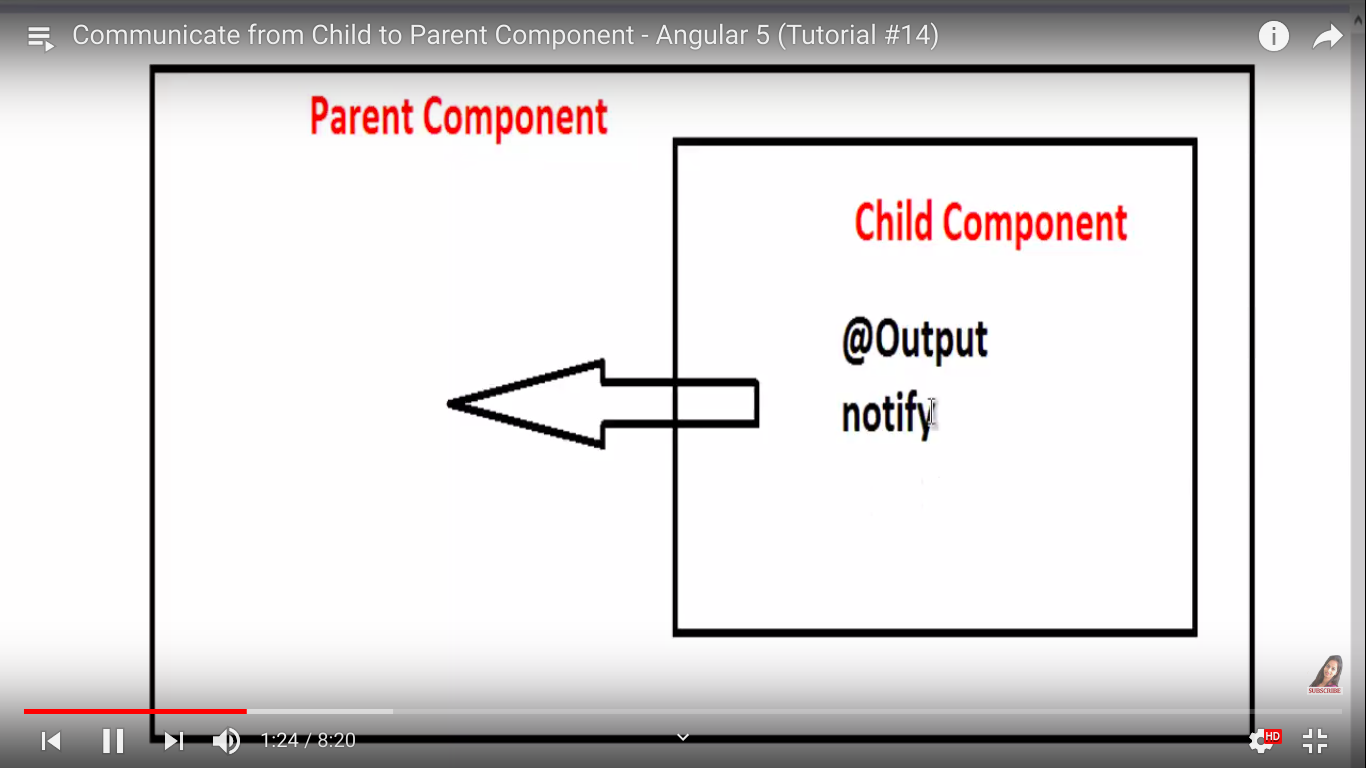 Communicate from Child to Parent Component - Angular 5 (Tutorial #14)
Parent Component
Child Component
@Output
notify
SUBSCRIBE
1:24 / 8:20
HD